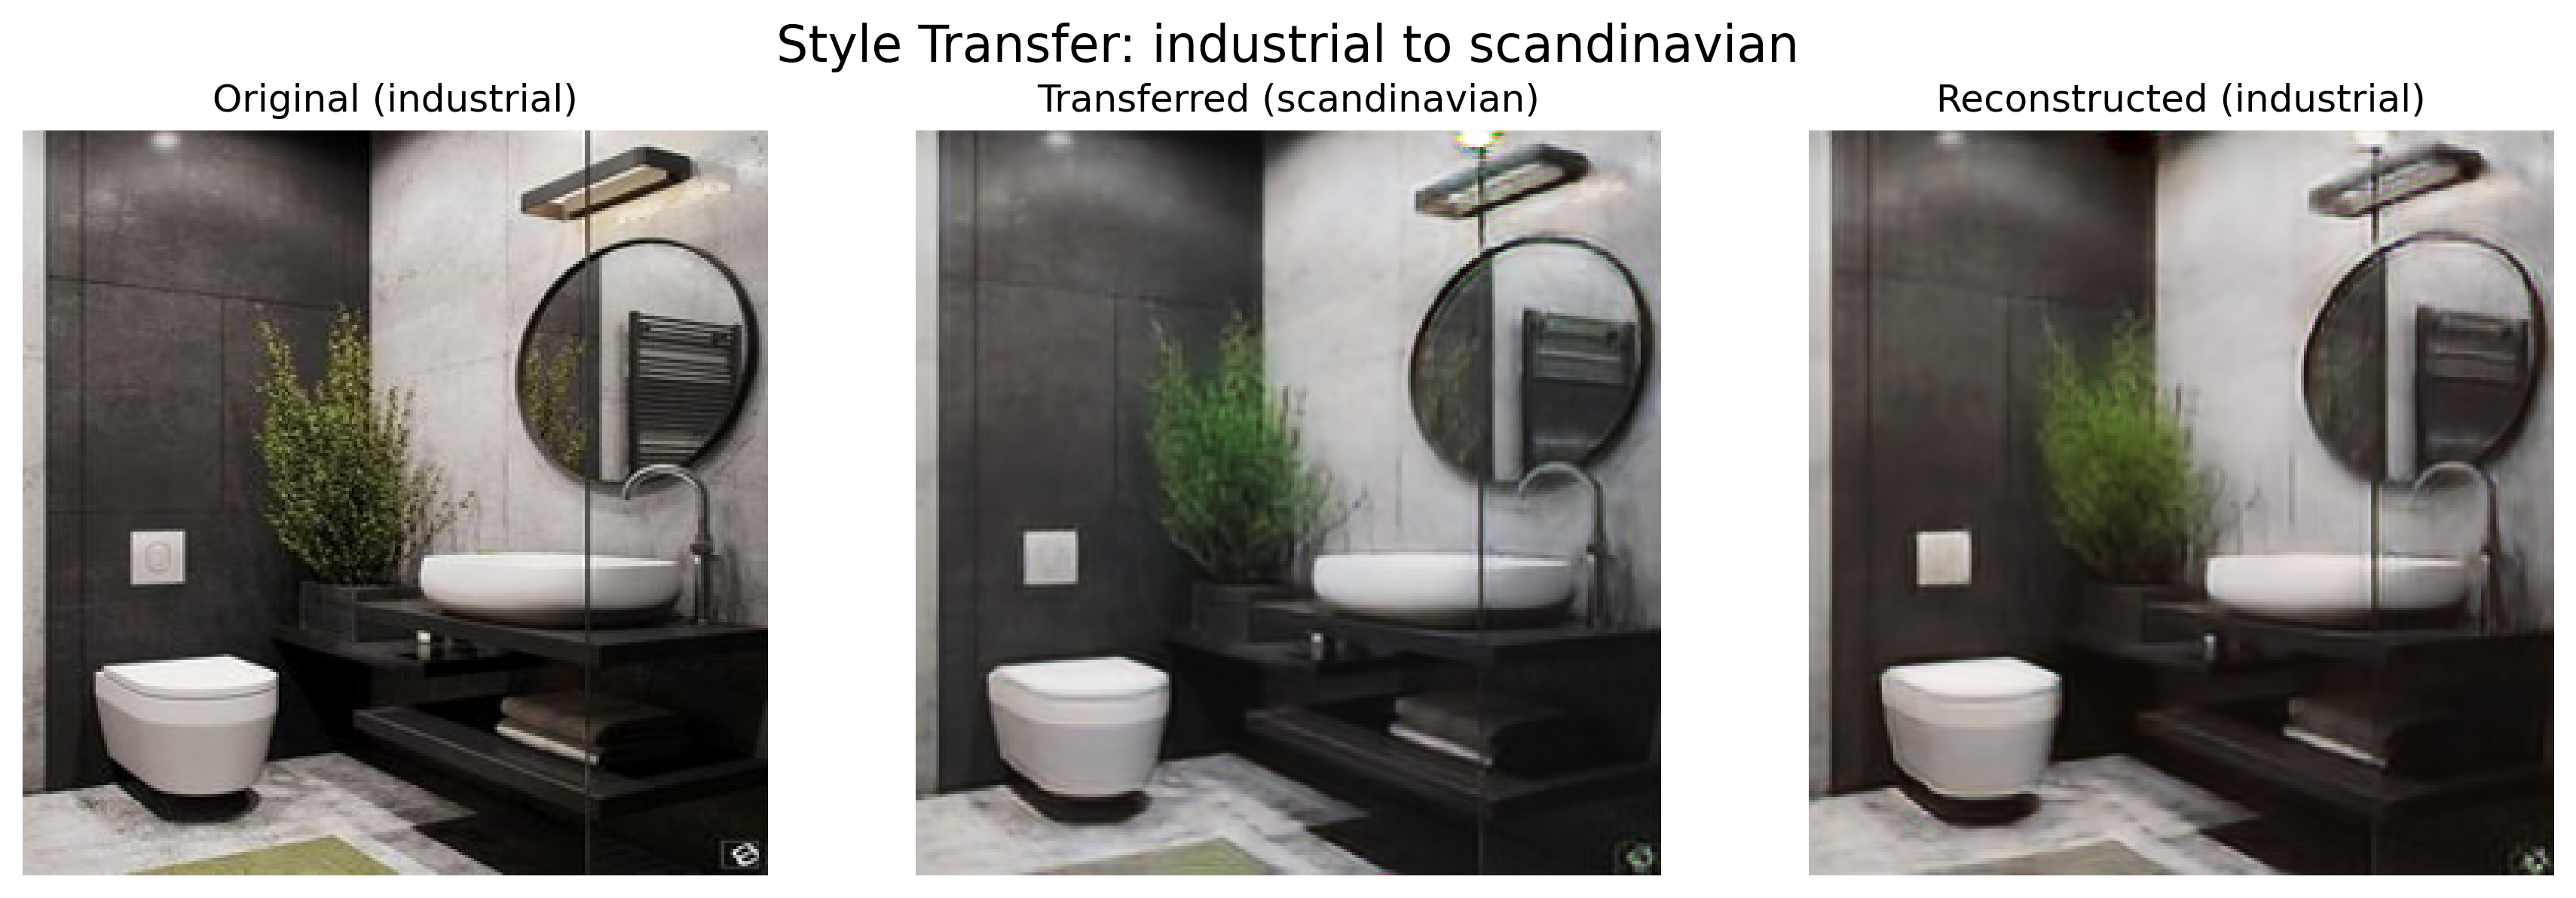 Style Transfer: industrial to scandinavian
Original (industrial)
Transferred (scandinavian)
Reconstructed (industrial)